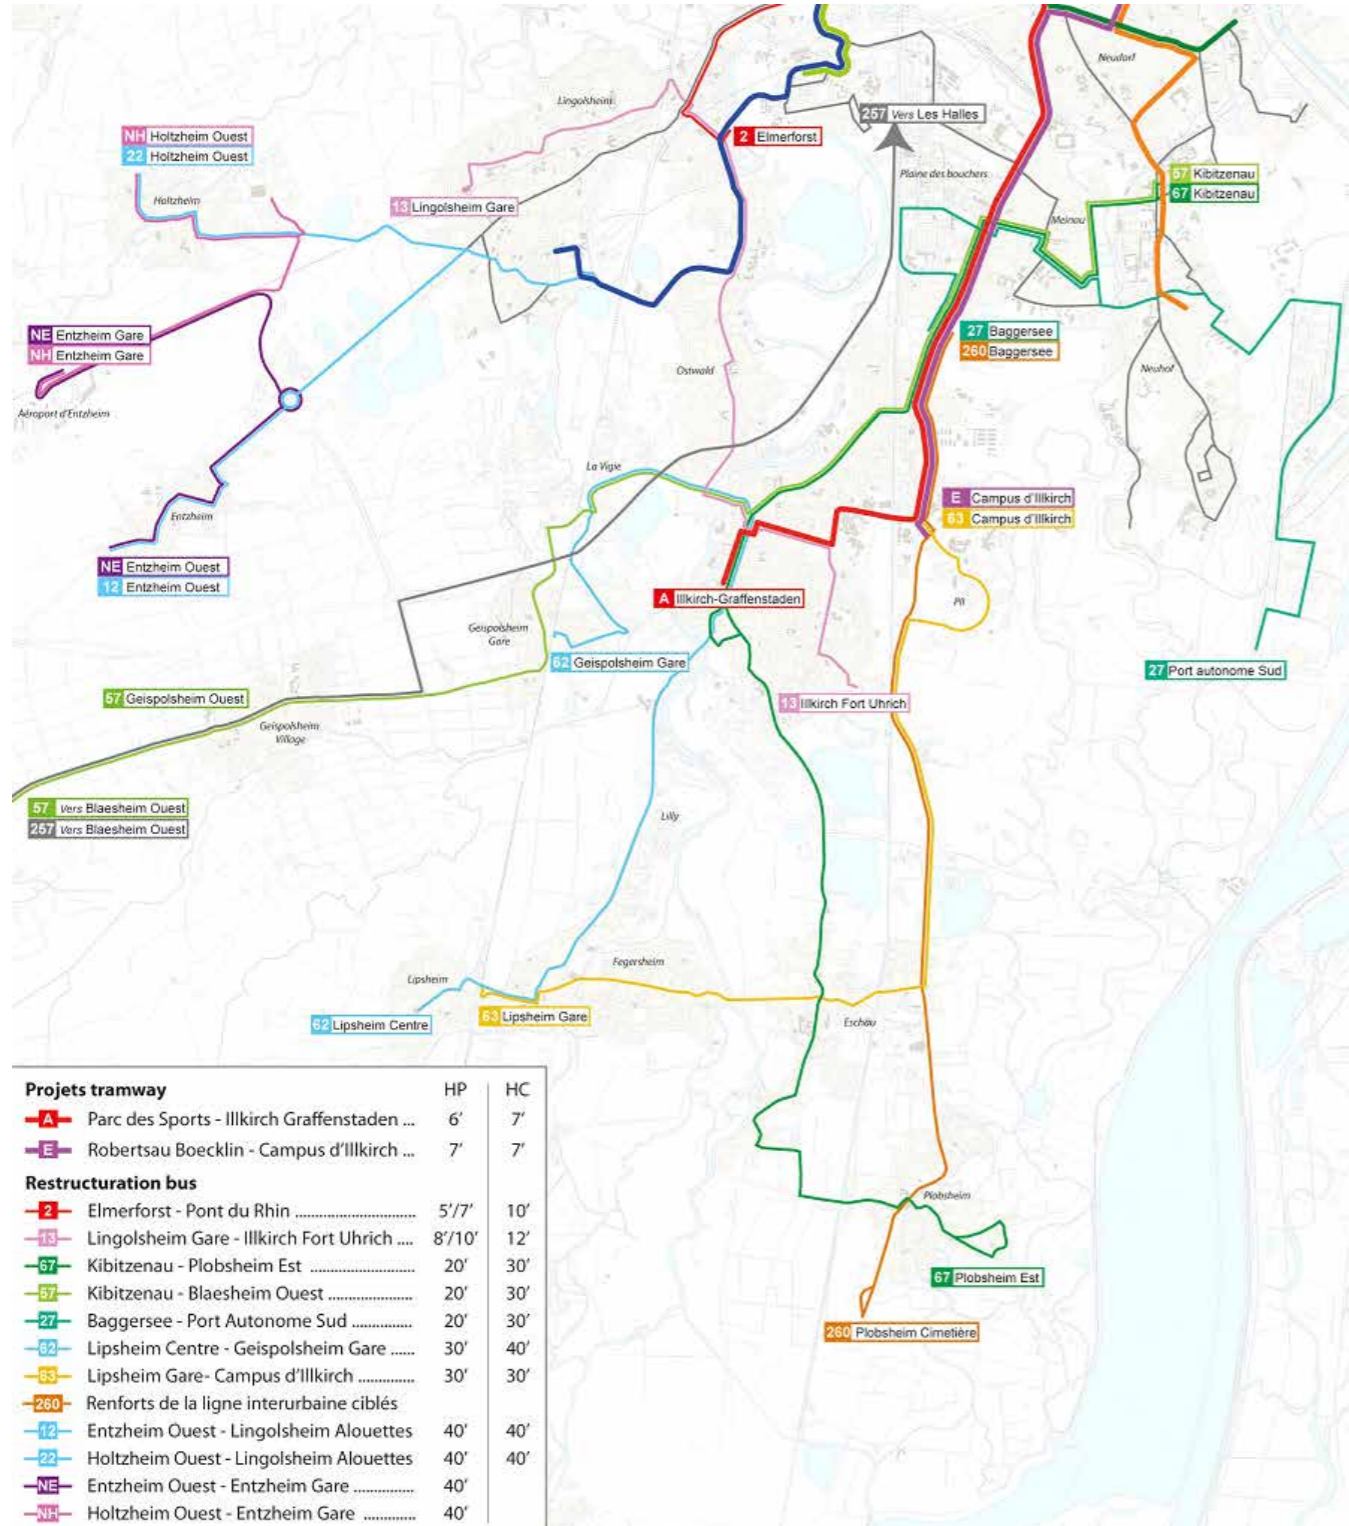 Neudorf
Lingolsheim
257 Vers Les Halles
NH Holtzheim Ouest
2 Elmerforst
22 Holtzheim Ouest
Plaine des bouchers
57 Kibitzenau
67 Kibitzenau
Holtzheim
13 Lingolsheim Gare
Meinau
NE Entzheim Gare
27 Baggersee
NH Entzheim Gare
260 Baggersee
Ostwald
Neuhof
Aéroport d'Entzheim
La Vigie
E Campus d'Illkirch
Entzheim
63 Campus d'Illkirch
NE Entzheim Ouest
12 Entzheim Ouest
A Illkirch-Graffenstaden
PII
Geispolsheim
Gare
62 Geispolsheim Gare
27 Port autonome Sud
57 Geispolsheim Ouest
13 Illkirch Fort Uhrich
Geispolsheim
Village
57 Vers Blaesheim Ouest
Lilly
257 Vers Blaesheim Ouest
Fegersheim
Lipsheim
63 Lipsheim Gare
62 Lipsheim Centre
Eschau
Plobsheim
67 Plobsheim Est
260 Plobsheim Cimetière
Projets tramway HP HC
A Parc des Sports - Illkirch Graffenstaden ... 6' 7'
E Robertsau Boecklin - Campus d'Illkirch ... 7' 7'
Restructuration bus
2 Elmerforst - Pont du Rhin ............................. 5'/7' 10'
13 Lingolsheim Gare - Illkirch Fort Uhrich .... 8'/10' 12'
67 Kibitzenau - Plobsheim Est ......................... 20' 30'
57 Kibitzenau - Blaesheim Ouest .................... 20' 30'
27 Baggersee - Port Autonome Sud .............. 20' 30'
62 Lipsheim Centre - Geispolsheim Gare ...... 30' 40'
63 Lipsheim Gare- Campus d'Illkirch ............. 30' 30'
260 Renforts de la ligne interurbaine ciblés
12 Entzheim Ouest - Lingolsheim Alouettes 40' 40'
22 Holtzheim Ouest - Lingolsheim Alouettes 40' 40'
NE Entzheim Ouest - Entzheim Gare .............. 40'
NH Holtzheim Ouest - Entzheim Gare ............ 40'